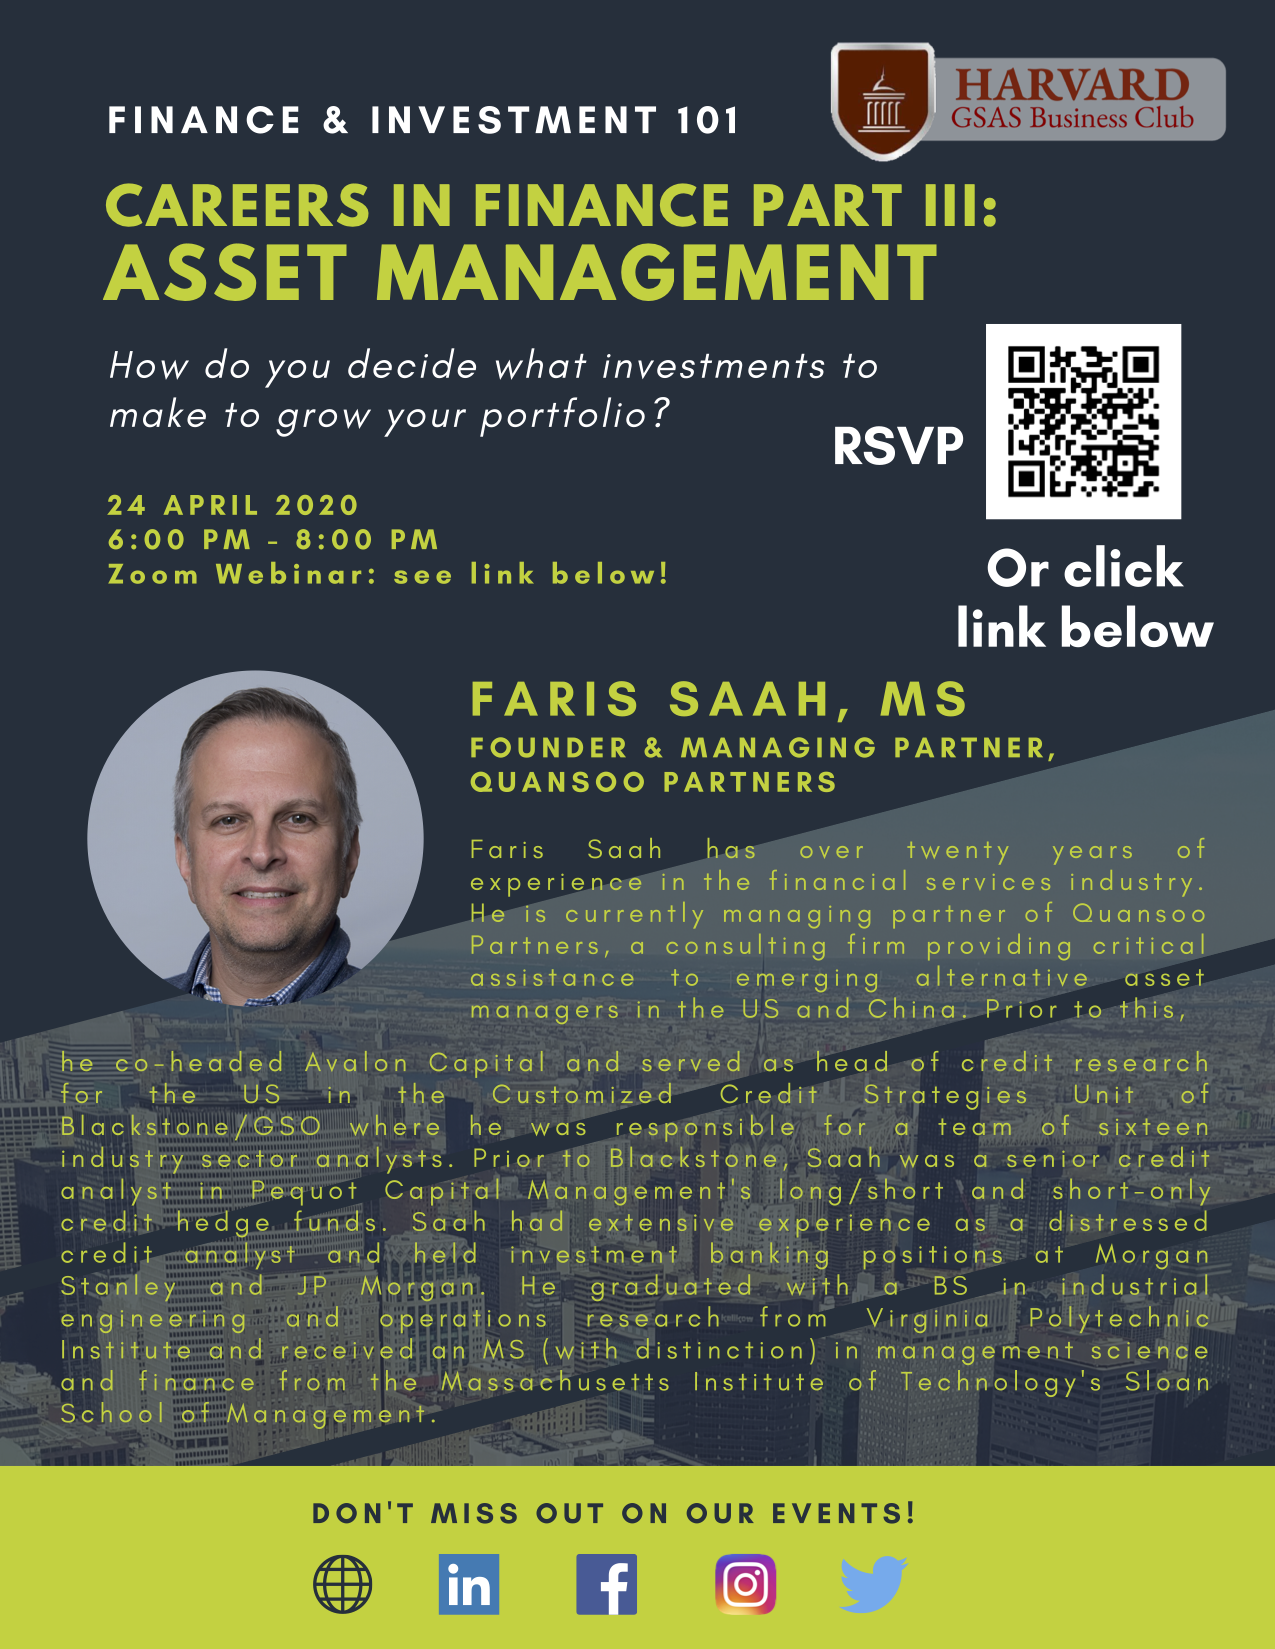 HARVARD
GSAS Business Club
FINANCE & INVESTMENT 101
CAREERS IN FINANCE PART III:
ASSET MANAGEMENT
How do you decide what investments to
make to grow your portfolio?
RSVP
24 APRIL 2020
6:00 PM - 8:00 PM
Zoom Webinar: see link below!
Or click
link below
FARIS SAAH, MS
FOUNDER & MANAGING PARTNER,
QUANSOO PARTNERS
Faris Saah has over twenty years of
experience in the financial services industry.
He is currently managing partner of Quansoo
Partners, a consulting firm providing critical
assistance to emerging alternative asset
managers in the US and China. Prior to this,
he co-headed Avalon Capital and served as head of credit research
for the US in the Customized Credit Strategies Unit of
Blackstone/GSO where he was responsible for a team of sixteen
industry sector analysts. Prior to Blackstone, Saah was a senior credit
analyst in Pequot Capital Management's long/short and short-only
credit hedge funds. Saah had extensive experience as a distressed
credit analyst and held investment banking positions at Morgan
Stanley and JP Morgan. He graduated with a BS in industrial
engineering and operations research from Virginia Polytechnic
Institute and received an MS (with distinction) in management science
and finance from the Massachusetts Institute of Technology's Sloan
School of Management.
DON'T MISS OUT ON OUR EVENTS!
in
f